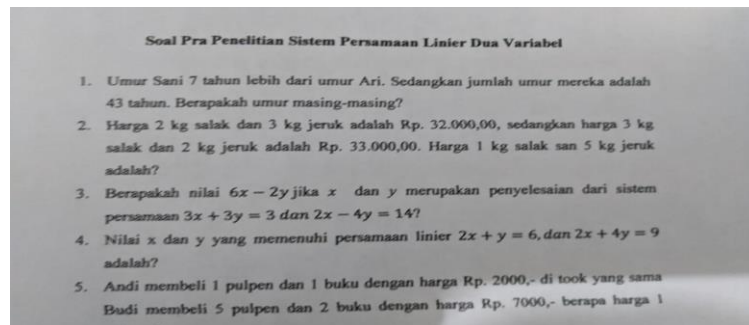 Soal Pra Penelitian Sistem Persamaan Linier Dua Variabel
1. Umur Sani 7 tahun lebih dari umur Ari. Sedangkan jumlah umur mereka adalah
43 tahun. Berapakah umur masing-masing?
2. Harga 2 kg salak dan 3 kg jeruk adalah Rp. 32.000,00, sedangkan harga 3 kg
salak dan 2 kg jeruk adalah Rp. 33.000,00. Harga 1 kg salak san 5 kg jeruk
adalah?
3. Berapakah nilai 6x − 2y jika x dan y merupakan penyelesaian dari sistem
persamaan 3x + 3y = 3 dan 2x − 4y = 14?
4. Nilai x dan y yang memenuhi persamaan linier 2x + y = 6, dan 2x + 4y = 9
adalah?
5. Andi membeli 1 pulpen dan 1 buku dengan harga Rp. 2000,- di took yang sama
Budi membeli 5 pulpen dan 2 buku dengan harga Rp. 7000,- berapa harga 1